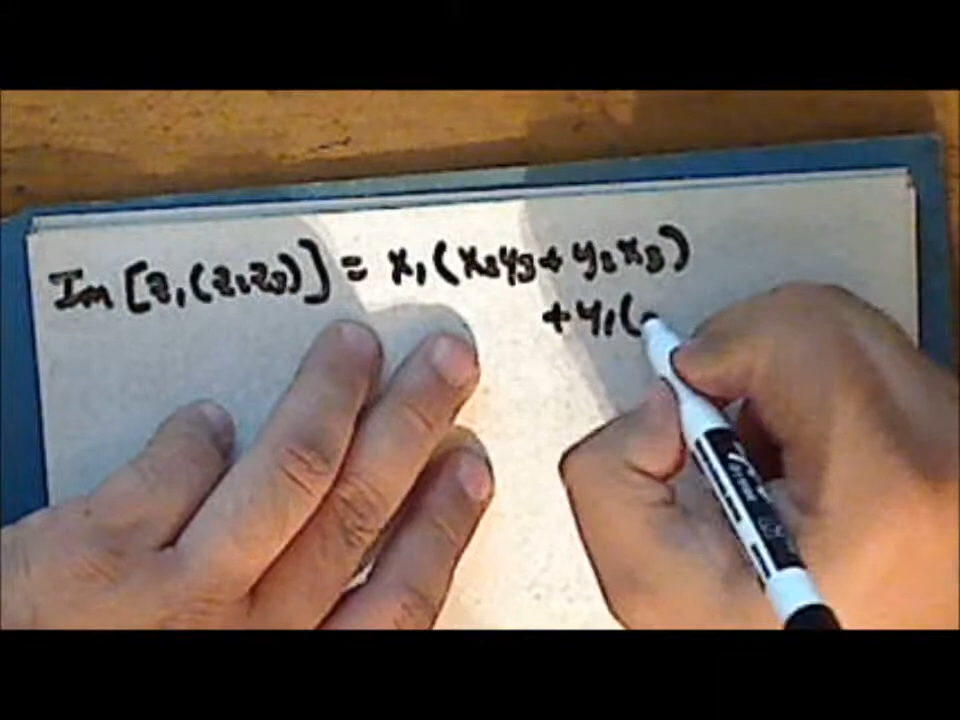 Im [z₁(z₂z₃)] = x₁(x₂y₃ + y₂x₃)
+ y₁(